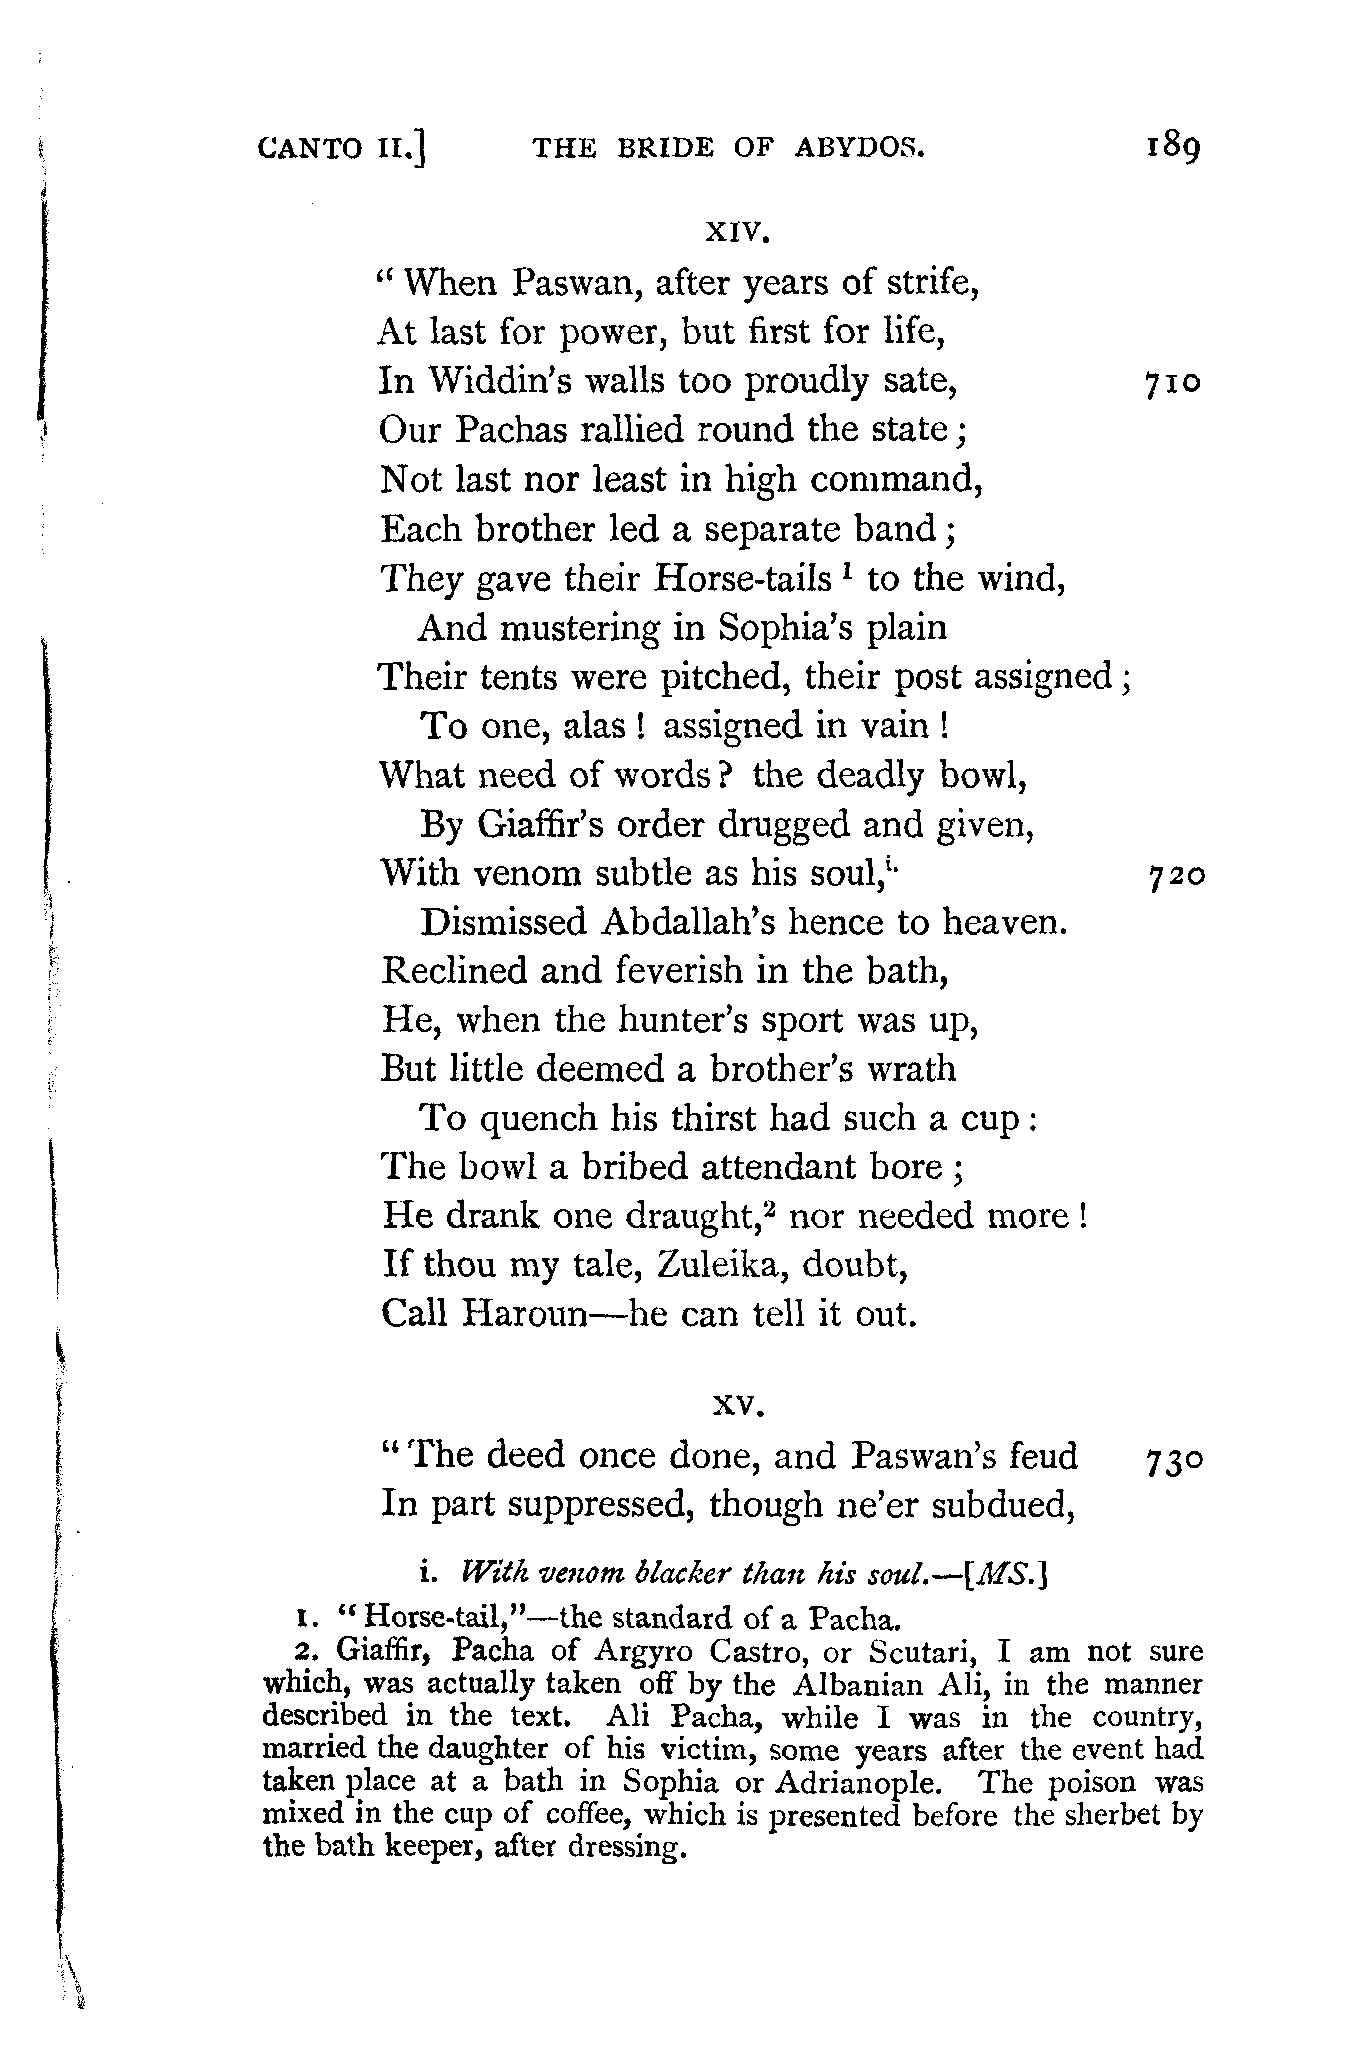 CANTO II.] THE BRIDE OF ABYDOS. 189
XIV.
“ When Paswan, after years of strife,
At last for power, but first for life,
In Widdin's walls too proudly sate, 710
Our Pachas rallied round the state ;
Not last nor least in high command,
Each brother led a separate band ;
They gave their Horse-tails ¹ to the wind,
And mustering in Sophia's plain
Their tents were pitched, their post assigned ;
To one, alas ! assigned in vain !
What need of words ? the deadly bowl,
By Giaffir's order drugged and given,
With venom subtle as his soul,i. 720
Dismissed Abdallah's hence to heaven.
Reclined and feverish in the bath,
He, when the hunter's sport was up,
But little deemed a brother's wrath
To quench his thirst had such a cup :
The bowl a bribed attendant bore ;
He drank one draught,² nor needed more !
If thou my tale, Zuleika, doubt,
Call Haroun—he can tell it out.
XV.
“ The deed once done, and Paswan's feud 730
In part suppressed, though ne'er subdued,
i. With venom blacker than his soul.—[MS.]
1. “ Horse-tail,”—the standard of a Pacha.
2. Giaffir, Pacha of Argyro Castro, or Scutari, I am not sure
which, was actually taken off by the Albanian Ali, in the manner
described in the text. Ali Pacha, while I was in the country,
married the daughter of his victim, some years after the event had
taken place at a bath in Sophia or Adrianople. The poison was
mixed in the cup of coffee, which is presented before the sherbet by
the bath keeper, after dressing.